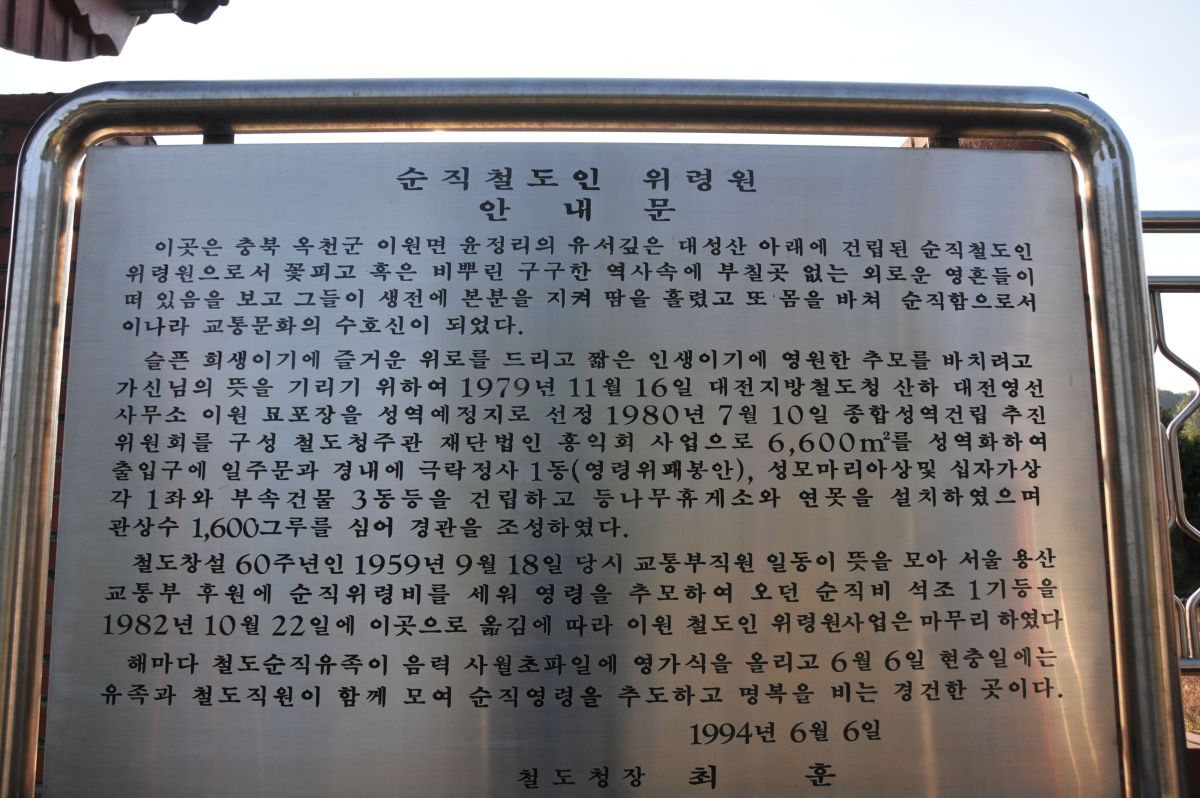 순직철도인 위령원
안 내 문
이곳은 충북 옥천군 이원면 윤정리의 유서깊은 대성산 아래에 건립된 순직철도인
위령원으로서 꽃피고 혹은 비뿌린 구구한 역사속에 부칠곳 없는 외로운 영혼들이
떠 있음을 보고 그들이 생전에 본분을 지켜 땀을 흘렸고 또 몸을 바쳐 순직함으로서
이나라 교통문화의 수호신이 되었다.
슬픈 희생이기에 즐거운 위로를 드리고 짧은 인생이기에 영원한 추모를 바치려고
가신님의 뜻을 기리기 위하여 1979년 11월 16일 대전지방철도청 산하 대전영선
사무소 이원 묘포장을 성역예정지로 선정 1980년 7월 10일 종합성역건립 추진
위원회를 구성 철도청주관 재단법인 홍익회 사업으로 6,600㎡를 성역화하여
출입구에 일주문과 경내에 극락정사 1동(영령위패봉안), 성모마리아상및 십자가상
각 1좌와 부속건물 3동등을 건립하고 등나무휴게소와 연못을 설치하였으며
관상수 1,600그루를 심어 경관을 조성하였다.
철도창설 60주년인 1959년 9월 18일 당시 교통부직원 일동이 뜻을 모아 서울 용산
교통부 후원에 순직위령비를 세워 영령을 추모하여 오던 순직비 석조 1기등을
1982년 10월 22일에 이곳으로 옮김에 따라 이원 철도인 위령원사업은 마무리 하였다
해마다 철도순직유족이 음력 사월초파일에 영가식을 올리고 6월 6일 현충일에는
유족과 철도직원이 함께 모여 순직영령을 추도하고 명복을 비는 경건한 곳이다.
1994년 6월 6일
철도청장 최 훈